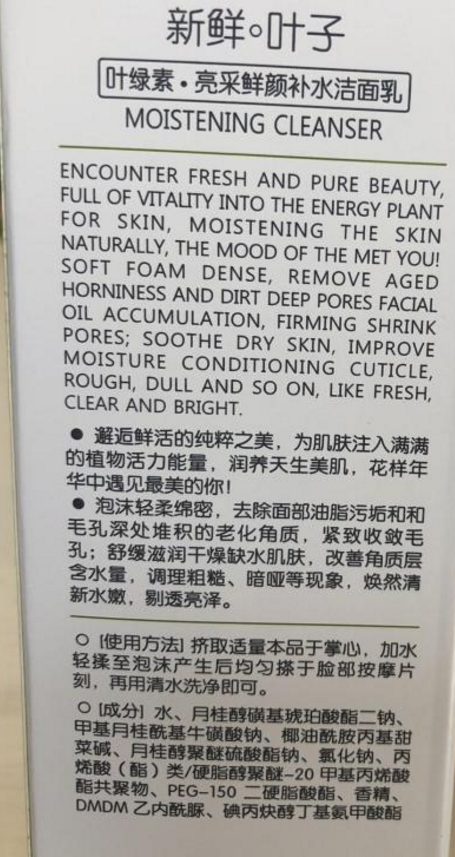 新鲜叶子
叶绿素·亮采鲜颜补水洁面乳
MOISTENING CLEANSER
ENCOUNTER FRESH AND PURE BEAUTY,
FULL OF VITALITY INTO THE ENERGY PLANT
FOR SKIN, MOISTENING THE SKIN
NATURALLY, THE MOOD OF THE MET YOU!
SOFT FOAM DENSE, REMOVE AGED
HORNINESS AND DIRT DEEP PORES FACIAL
OIL ACCUMULATION, FIRMING SHRINK
PORES; SOOTHE DRY SKIN, IMPROVE
MOISTURE CONDITIONING CUTICLE,
ROUGH, DULL AND SO ON, LIKE FRESH,
CLEAR AND BRIGHT.
● 邂逅鲜活的纯粹之美，为肌肤注入满满
的植物活力能量，润养天生美肌，花样年
华中遇见最美的你!
● 泡沫轻柔绵密，去除面部油脂污垢和和
毛孔深处堆积的老化角质，紧致收敛毛
孔；舒缓滋润干燥缺水肌肤，改善角质层
含水量，调理粗糙、暗哑等现象，焕然清
新水嫩，剔透亮泽。
○ [使用方法] 挤取适量本品于掌心，加水
轻揉至泡沫产生后均匀搽于脸部按摩片
刻，再用清水洗净即可。
○ [成分] 水、月桂醇磺基琥珀酸酯二钠、
甲基月桂酰基牛磺酸钠、椰油酰胺丙基甜
菜碱、月桂醇聚醚硫酸酯钠、氯化钠、丙
烯酸（酯）类/硬脂醇聚醚-20 甲基丙烯酸
酯共聚物、PEG-150 二硬脂酸酯、香精、
DMDM 乙内酰脲、碘丙炔醇丁基氨甲酸酯